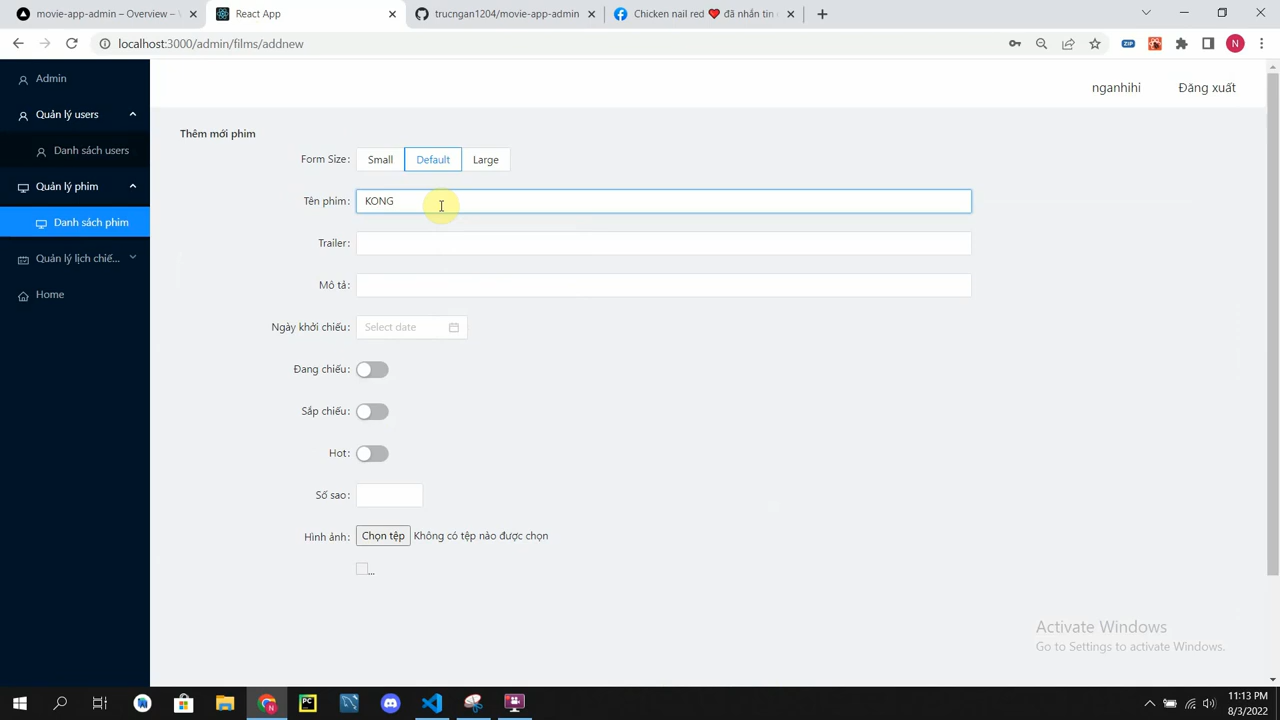 movie-app-admin – Overview –
React App
trucngan1204/movie-app-admin
Chicken nail red ❤️ đã nhắn tin
localhost:3000/admin/films/addnew
ZIP
N
Admin
Quản lý users
Danh sách users
Quản lý phim
Danh sách phim
Quản lý lịch chiế...
Home
nganhihi
Đăng xuất
Thêm mới phim
Form Size:
Small
Default
Large
Tên phim:
KONG
Trailer:
Mô tả:
Ngày khởi chiếu:
Select date
Đang chiếu:
Sắp chiếu:
Hot:
Số sao:
Hình ảnh:
Chọn tệp
Không có tệp nào được chọn
...
Activate Windows
Go to Settings to activate Windows.
PC
11:13 PM
8/3/2022